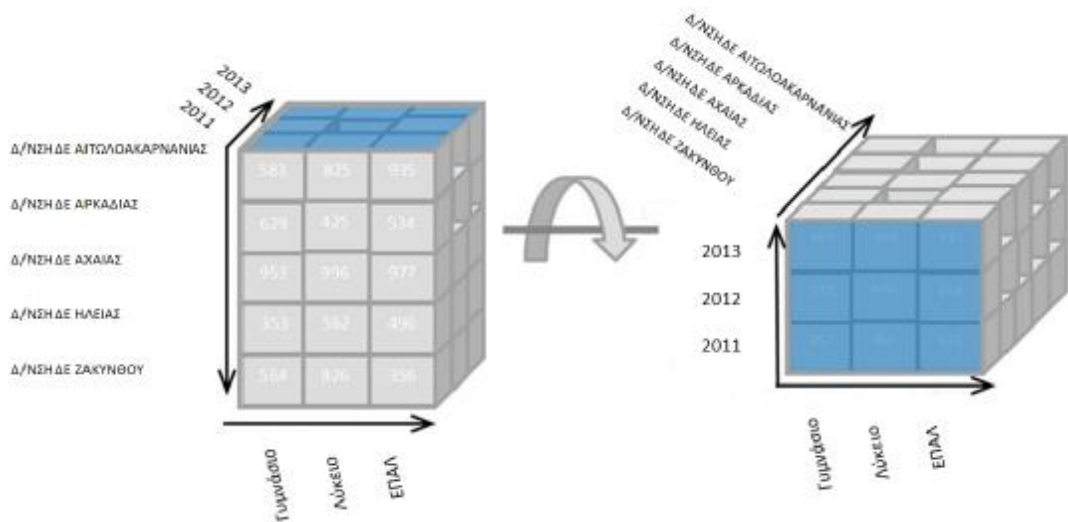 2013
2012
2011
Δ/ΝΣΗ ΔΕ ΑΙΤΩΛΟΑΚΑΡΝΑΝΙΑΣ
Δ/ΝΣΗ ΔΕ ΑΡΚΑΔΙΑΣ
Δ/ΝΣΗ ΔΕ ΑΧΑΙΑΣ
Δ/ΝΣΗ ΔΕ ΗΛΕΙΑΣ
Δ/ΝΣΗ ΔΕ ΖΑΚΥΝΘΟΥ
583 825 935
629 425 534
953 996 977
353 562 496
564 926 356
Γυμνάσιο
Λύκειο
ΕΠΑΛ
Δ/ΝΣΗ ΔΕ ΑΙΤΩΛΟΑΚΑΡΝΑΝΙΑΣ
Δ/ΝΣΗ ΔΕ ΑΡΚΑΔΙΑΣ
Δ/ΝΣΗ ΔΕ ΑΧΑΙΑΣ
Δ/ΝΣΗ ΔΕ ΗΛΕΙΑΣ
Δ/ΝΣΗ ΔΕ ΖΑΚΥΝΘΟΥ
2013
2012
2011
Γυμνάσιο
Λύκειο
ΕΠΑΛ